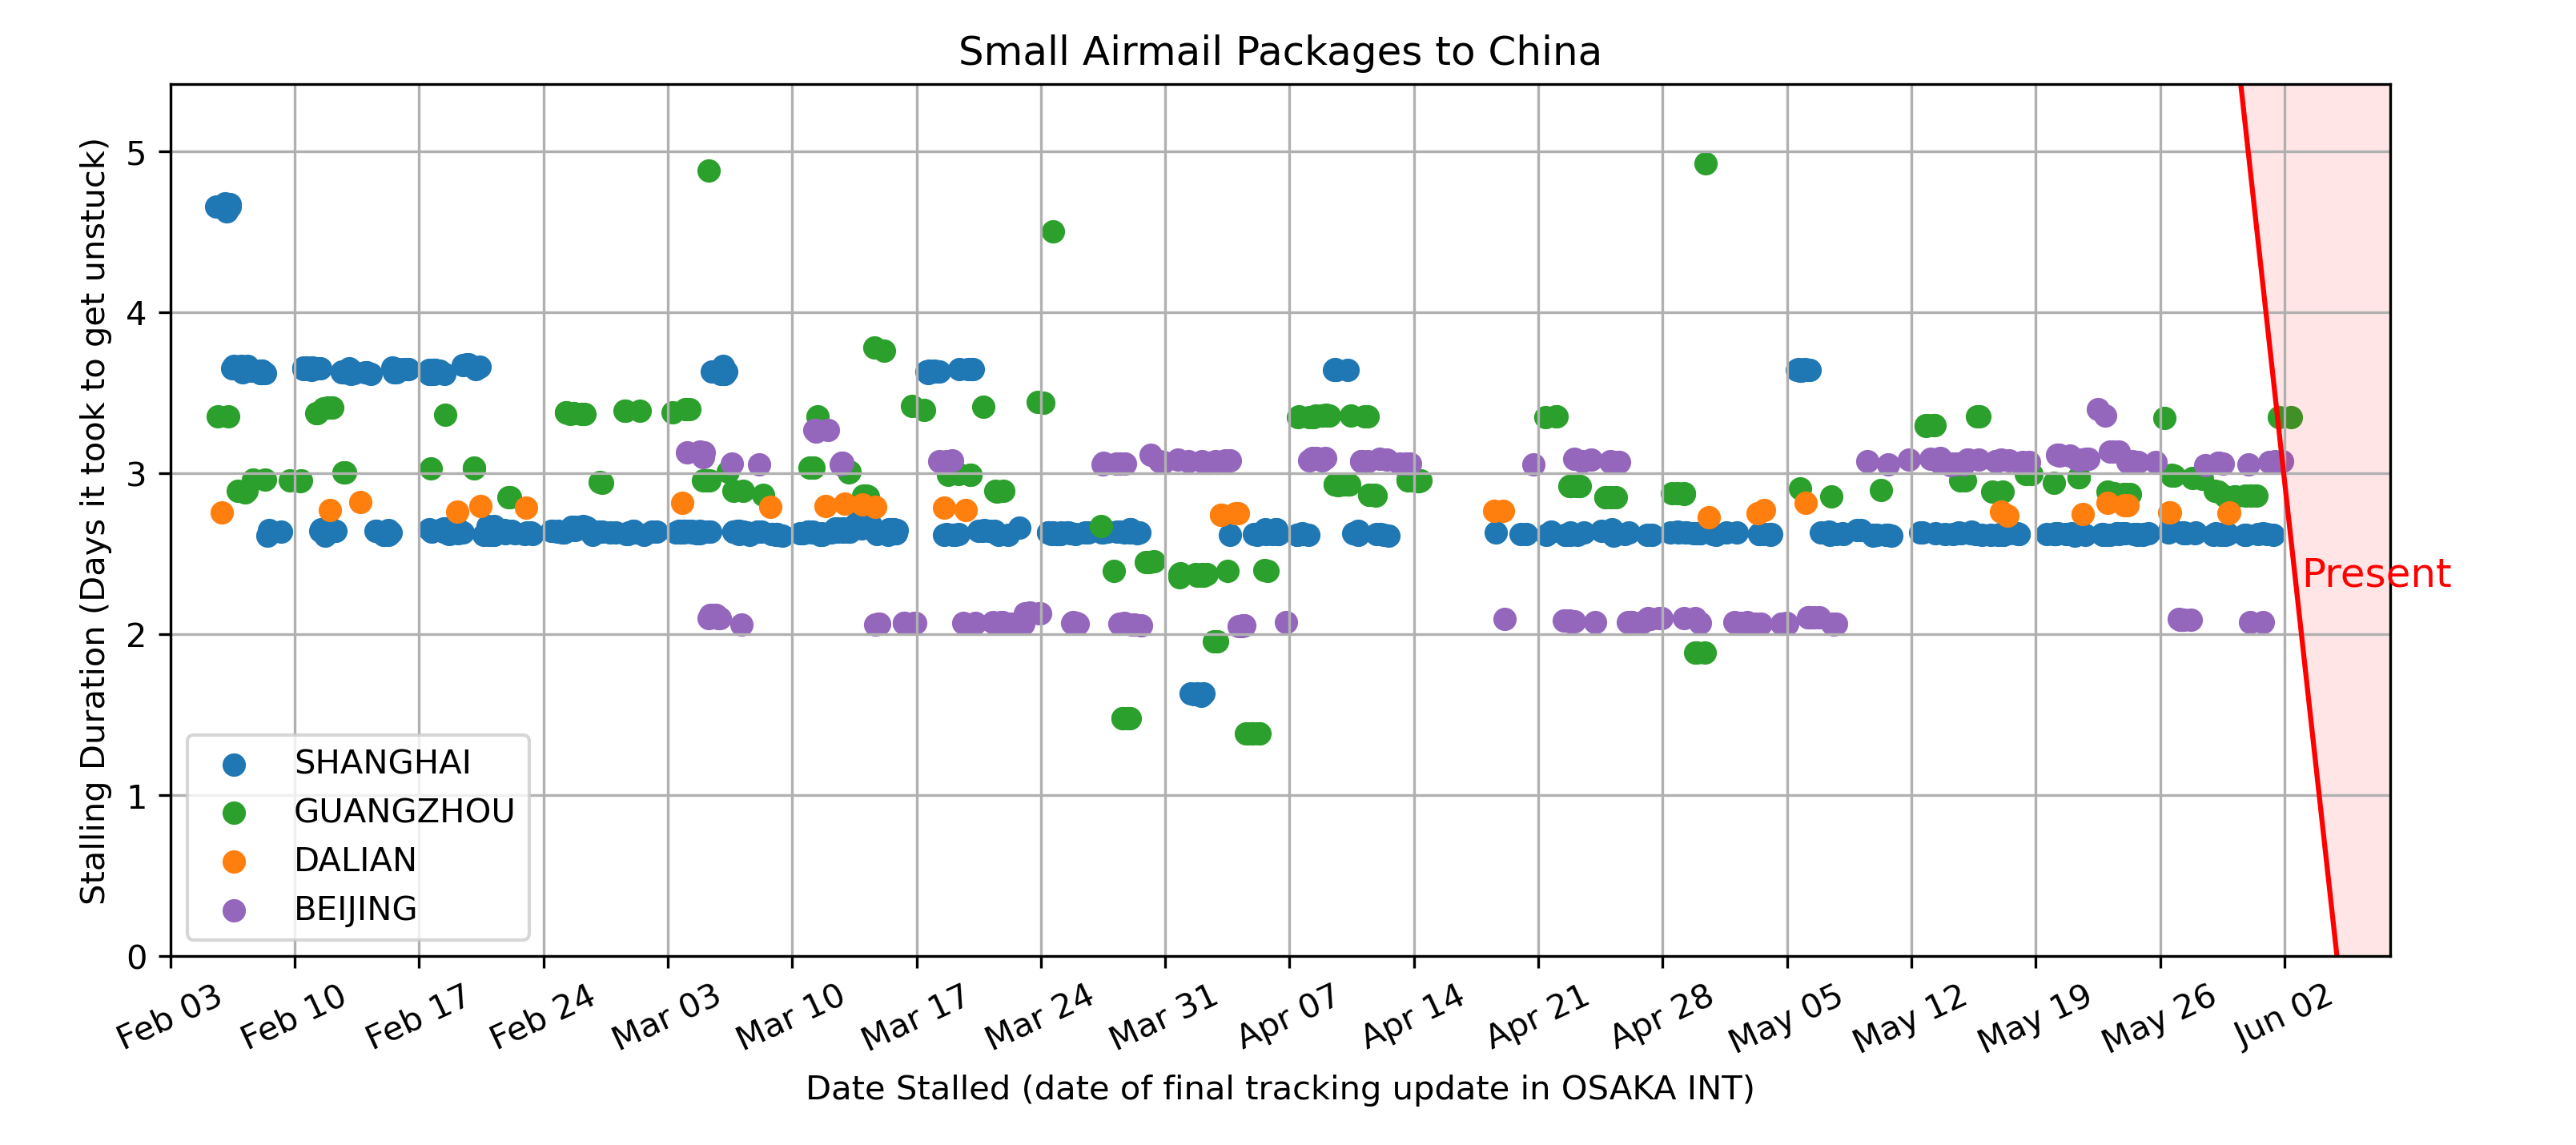 Small Airmail Packages to China
Stalling Duration (Days it took to get unstuck)
5
4
3
2
1
0
Present
SHANGHAI
GUANGZHOU
DALIAN
BEIJING
Feb 03
Feb 10
Feb 17
Feb 24
Mar 03
Mar 10
Mar 17
Mar 24
Mar 31
Apr 07
Apr 14
Apr 21
Apr 28
May 05
May 12
May 19
May 26
Jun 02
Date Stalled (date of final tracking update in OSAKA INT)